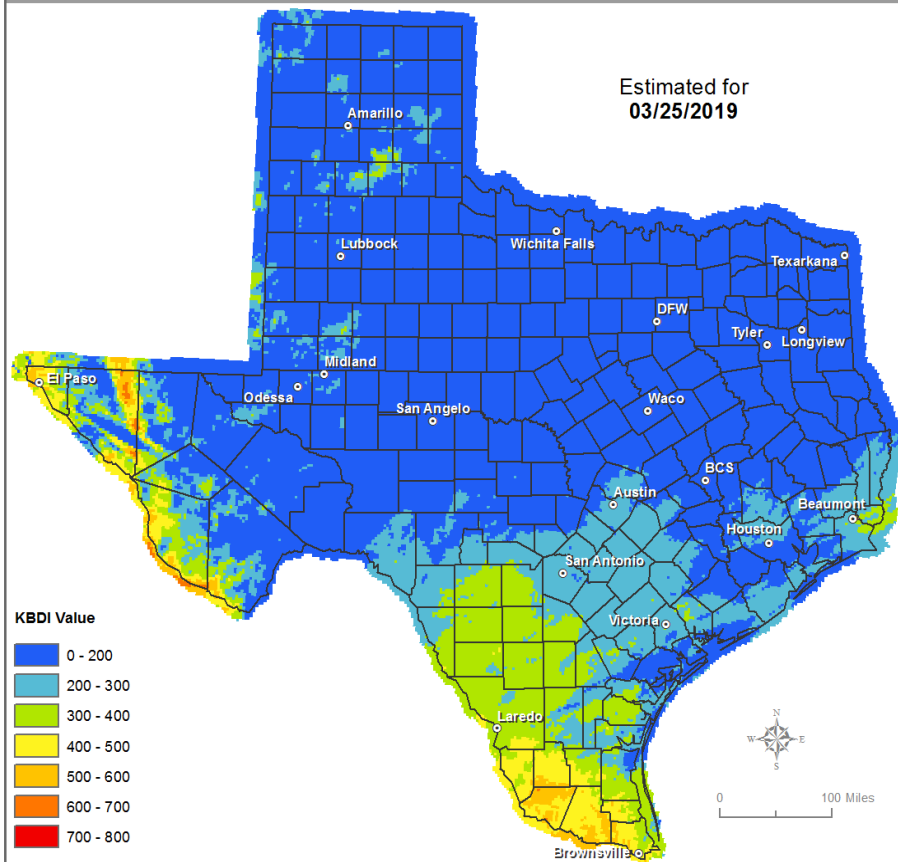 Estimated for
03/25/2019
Amarillo
Lubbock
Wichita Falls
Texarkana
DFW
Tyler
Longview
Midland
El Paso
Odessa
San Angelo
Waco
BCS
Austin
Beaumont
Houston
San Antonio
Victoria
Laredo
Brownsville
KBDI Value
0 - 200
200 - 300
300 - 400
400 - 500
500 - 600
600 - 700
700 - 800
N
W
E
S
0
100 Miles